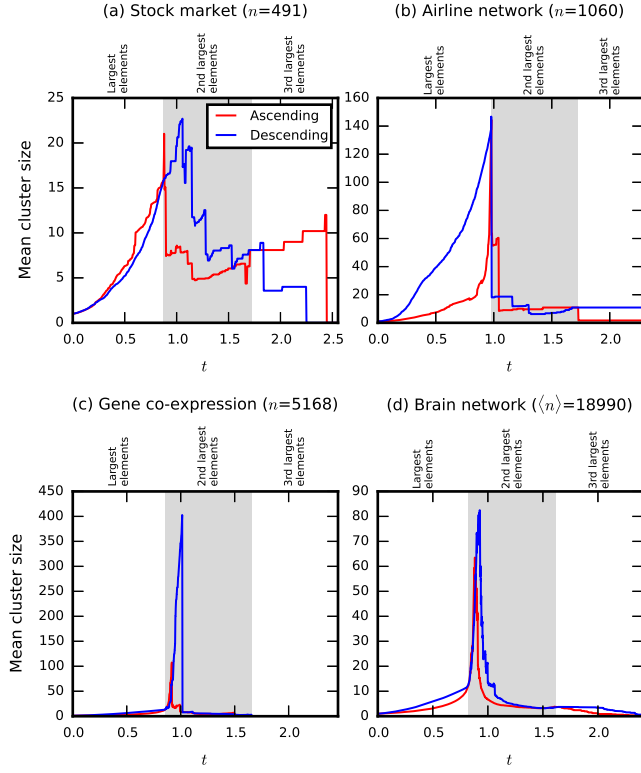 (a) Stock market (n=491)
(b) Airline network (n=1060)
Largest
elements
2nd largest
elements
3rd largest
elements
Largest
elements
2nd largest
elements
3rd largest
elements
Mean cluster size
25
20
15
10
5
0
Ascending
Descending
0.0 0.5 1.0 1.5 2.0 2.5
t
160
140
120
100
80
60
40
20
0
0.0 0.5 1.0 1.5 2.0
t
(c) Gene co-expression (n=5168)
(d) Brain network (⟨n⟩=18990)
Largest
elements
2nd largest
elements
3rd largest
elements
Largest
elements
2nd largest
elements
3rd largest
elements
Mean cluster size
450
400
350
300
250
200
150
100
50
0
0.0 0.5 1.0 1.5 2.0
t
90
80
70
60
50
40
30
20
10
0
0.0 0.5 1.0 1.5 2.0
t